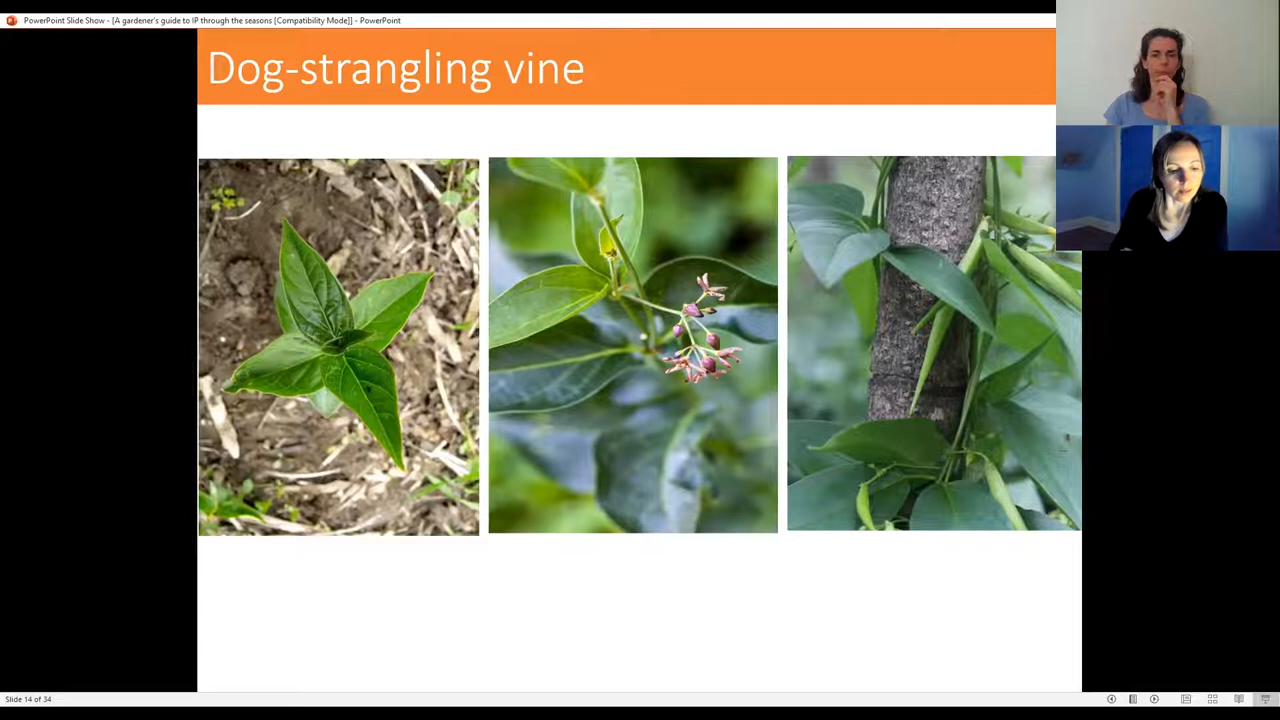 PowerPoint Slide Show - [A gardener's guide to IP through the seasons [Compatibility Mode]] - PowerPoint
Dog-strangling vine
Slide 14 of 34